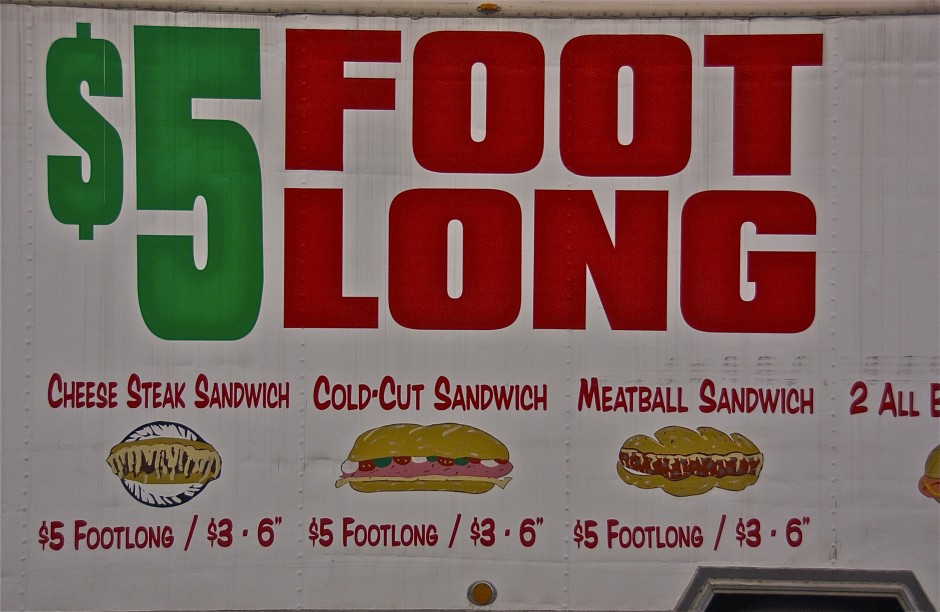 $5 FOOT
LONG
CHEESE STEAK SANDWICH
$5 FOOTLONG / $3 · 6"
COLD-CUT SANDWICH
$5 FOOTLONG / $3 · 6"
MEATBALL SANDWICH
$5 FOOTLONG / $3 · 6"
2 ALL